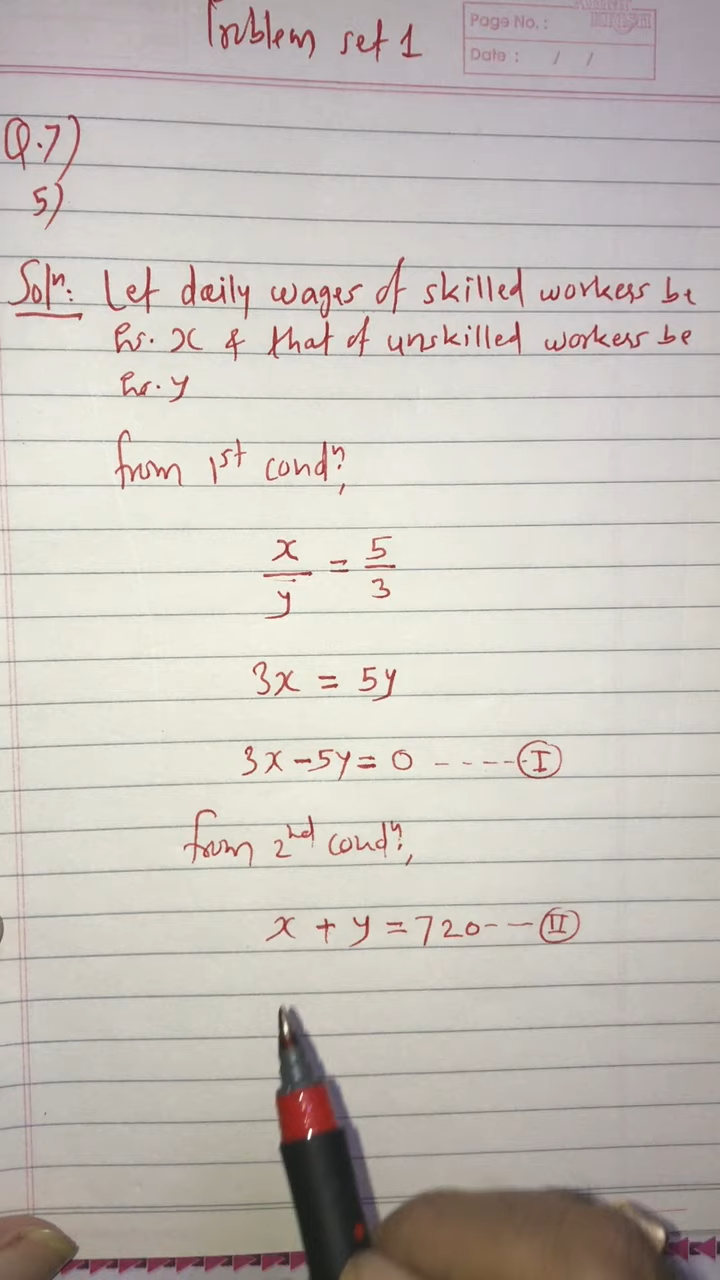 Problem set 1
Page No. :
Date : / /
Q.7)
5)
Solⁿ: Let daily wages of skilled workers be
Rs. x & that of unskilled workers be
Rs. y
from 1st condⁿ,
x/y = 5/3
3x = 5y
3x - 5y = 0 ----- (I)
from 2nd condⁿ,
x + y = 720 --- (II)